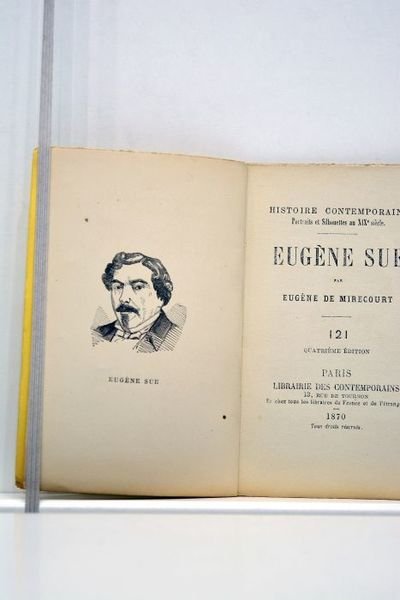 EUGÈNE SUE
HISTOIRE CONTEMPORAIN
Portraits et Silhouettes au XIXe siècle.
EUGÈNE SUE
PAR
EUGÈNE DE MIRECOURT
121
QUATRIÈME ÉDITION
PARIS
LIBRAIRIE DES CONTEMPORAINS
13, RUE DE TOURNON
Et chez tous les libraires de France et de l'étrang
1870
Tous droits réservés.